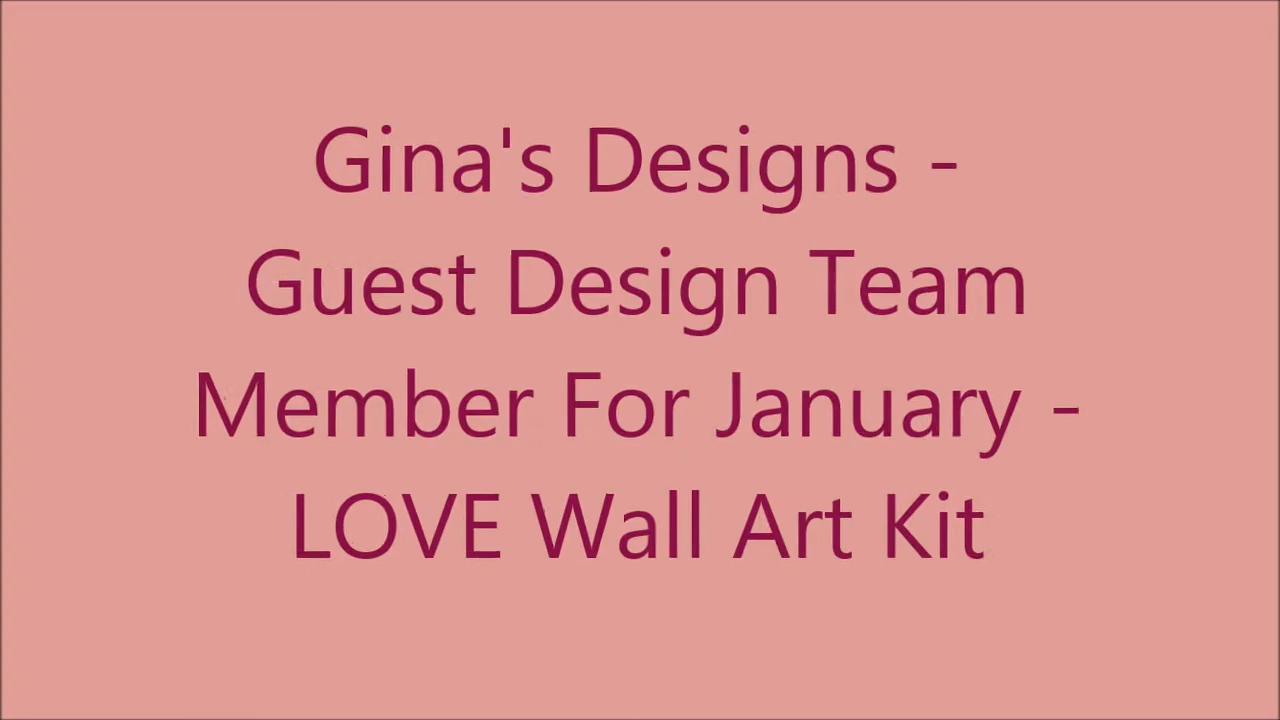 Gina's Designs -
Guest Design Team
Member For January -
LOVE Wall Art Kit